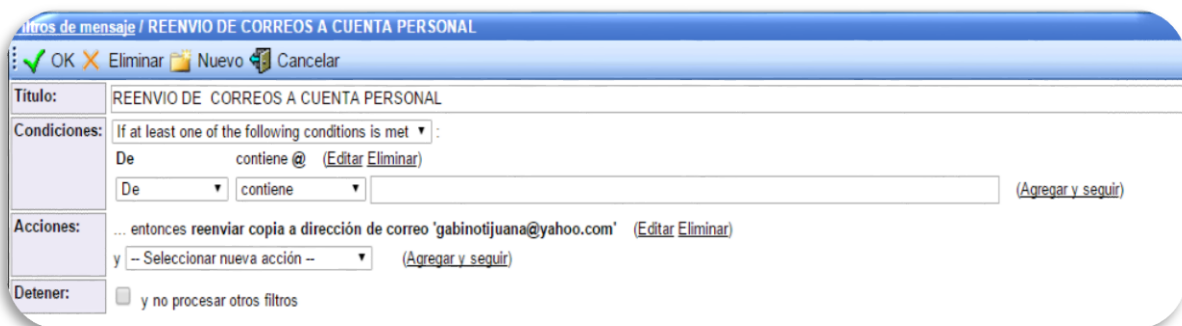 Filtros de mensaje / REENVIO DE CORREOS A CUENTA PERSONAL
OK Eliminar Nuevo Cancelar
Título: REENVIO DE CORREOS A CUENTA PERSONAL
Condiciones: If at least one of the following conditions is met :
De contiene @ (Editar Eliminar)
De contiene (Agregar y seguir)
Acciones: ... entonces reenviar copia a dirección de correo 'gabinotijuana@yahoo.com' (Editar Eliminar)
y -- Seleccionar nueva acción -- (Agregar y seguir)
Detener: y no procesar otros filtros